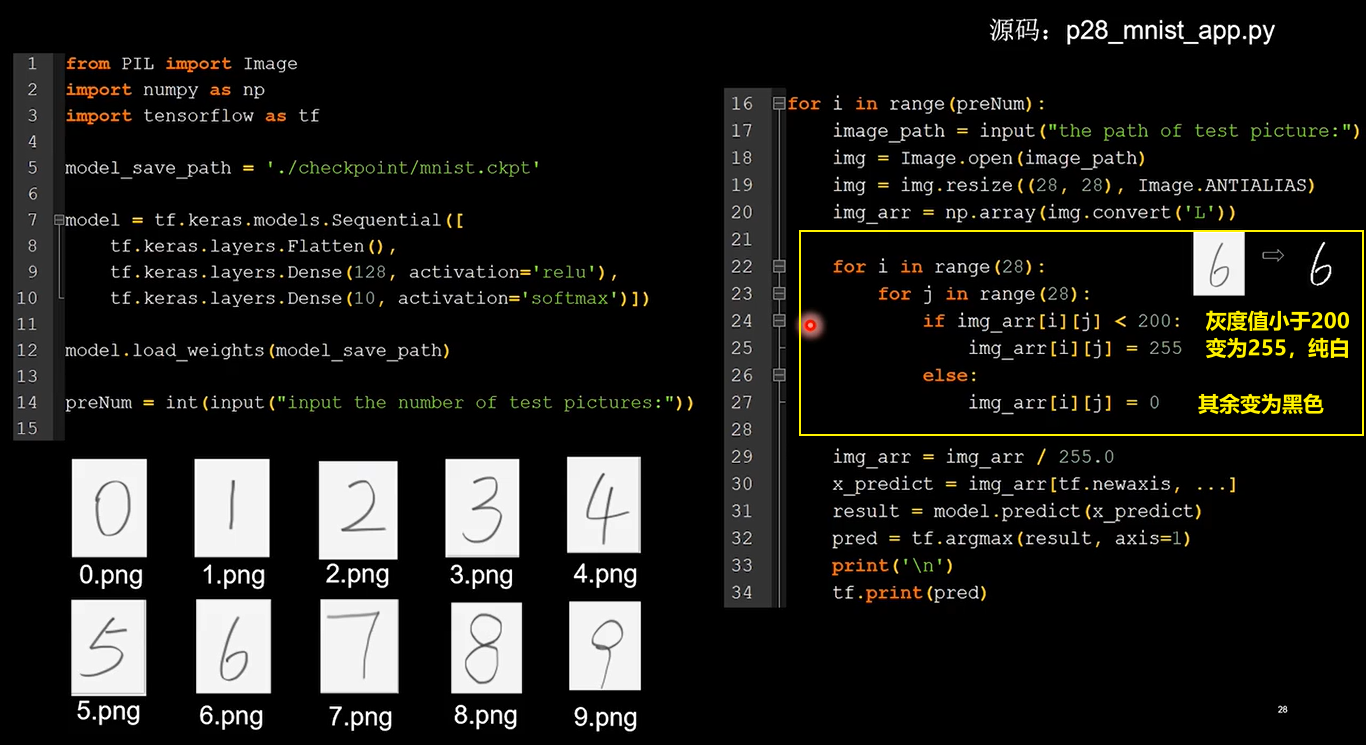 源码：p28_mnist_app.py
1 from PIL import Image
2 import numpy as np
3 import tensorflow as tf
4
5 model_save_path = './checkpoint/mnist.ckpt'
6
7 model = tf.keras.models.Sequential([
8 tf.keras.layers.Flatten(),
9 tf.keras.layers.Dense(128, activation='relu'),
10 tf.keras.layers.Dense(10, activation='softmax')])
11
12 model.load_weights(model_save_path)
13
14 preNum = int(input("input the number of test pictures:"))
15
0
1
2
3
4
0.png
1.png
2.png
3.png
4.png
5
6
7
8
9
5.png
6.png
7.png
8.png
9.png
16 for i in range(preNum):
17 image_path = input("the path of test picture:")
18 img = Image.open(image_path)
19 img = img.resize((28, 28), Image.ANTIALIAS)
20 img_arr = np.array(img.convert('L'))
21
22 for i in range(28):
23 for j in range(28):
24 if img_arr[i][j] < 200:
25 img_arr[i][j] = 255
26 else:
27 img_arr[i][j] = 0
28
29 img_arr = img_arr / 255.0
30 x_predict = img_arr[tf.newaxis, ...]
31 result = model.predict(x_predict)
32 pred = tf.argmax(result, axis=1)
33 print('\n')
34 tf.print(pred)
6 ⇨ 6
灰度值小于200
变为255，纯白
其余变为黑色
28